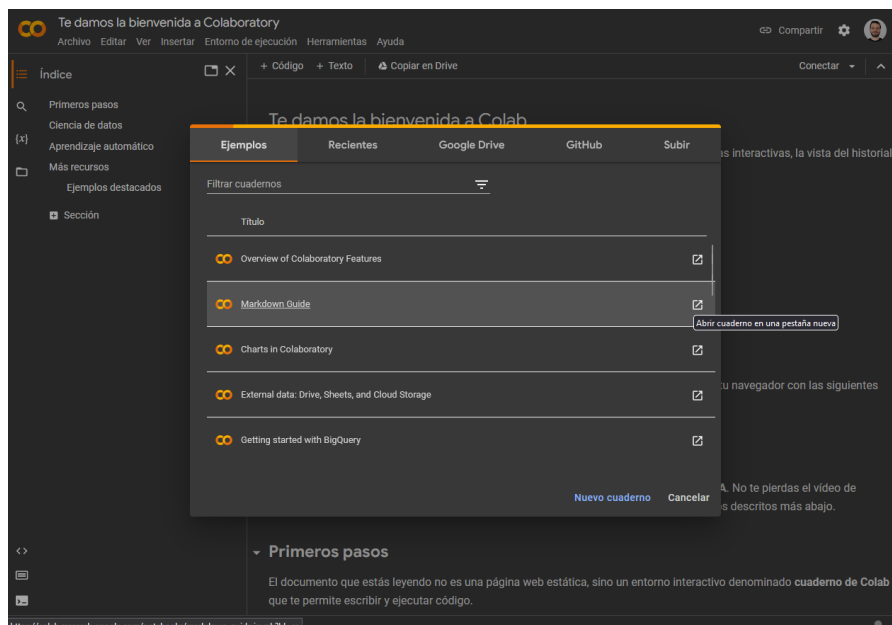 Te damos la bienvenida a Colaboratory
Archivo Editar Ver Insertar Entorno de ejecución Herramientas Ayuda
Compartir
Índice
+ Código + Texto Copiar en Drive
Conectar
Primeros pasos
Ciencia de datos
Aprendizaje automático
Más recursos
Ejemplos destacados
Sección
{x}
Te damos la bienvenida a Colab
as interactivas, la vista del historial
Ejemplos Recientes Google Drive GitHub Subir
Filtrar cuadernos
Título
Overview of Colaboratory Features
Markdown Guide
Abrir cuaderno en una pestaña nueva
Charts in Colaboratory
External data: Drive, Sheets, and Cloud Storage
Getting started with BigQuery
Nuevo cuaderno Cancelar
tu navegador con las siguientes
A. No te pierdas el vídeo de
s descritos más abajo.
Primeros pasos
El documento que estás leyendo no es una página web estática, sino un entorno interactivo denominado cuaderno de Colab
que te permite escribir y ejecutar código.